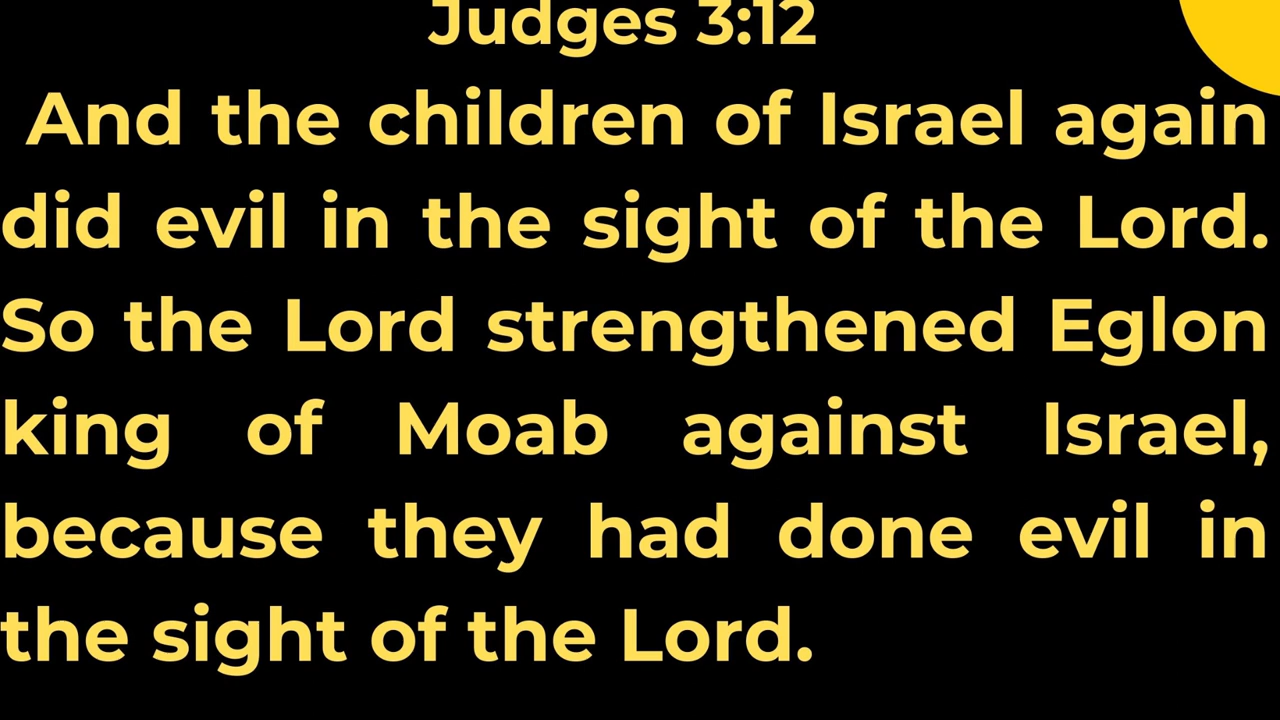 Judges 3:12
And the children of Israel again
did evil in the sight of the Lord.
So the Lord strengthened Eglon
king of Moab against Israel,
because they had done evil in
the sight of the Lord.